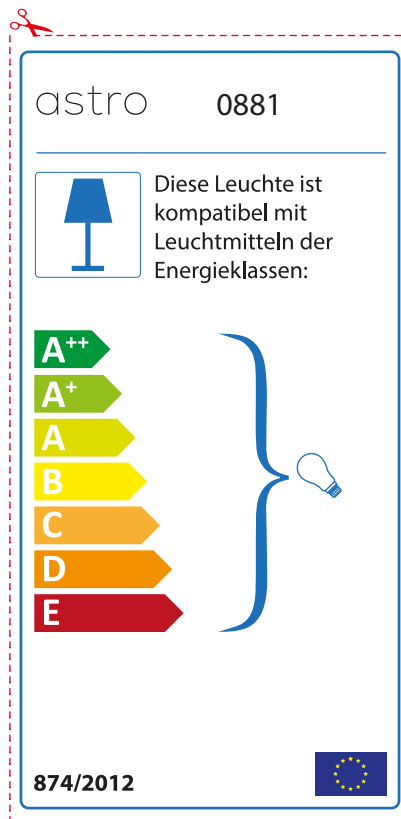 astro 0881
Diese Leuchte ist
kompatibel mit
Leuchtmitteln der
Energieklassen:
A++
A+
A
B
C
D
E
874/2012